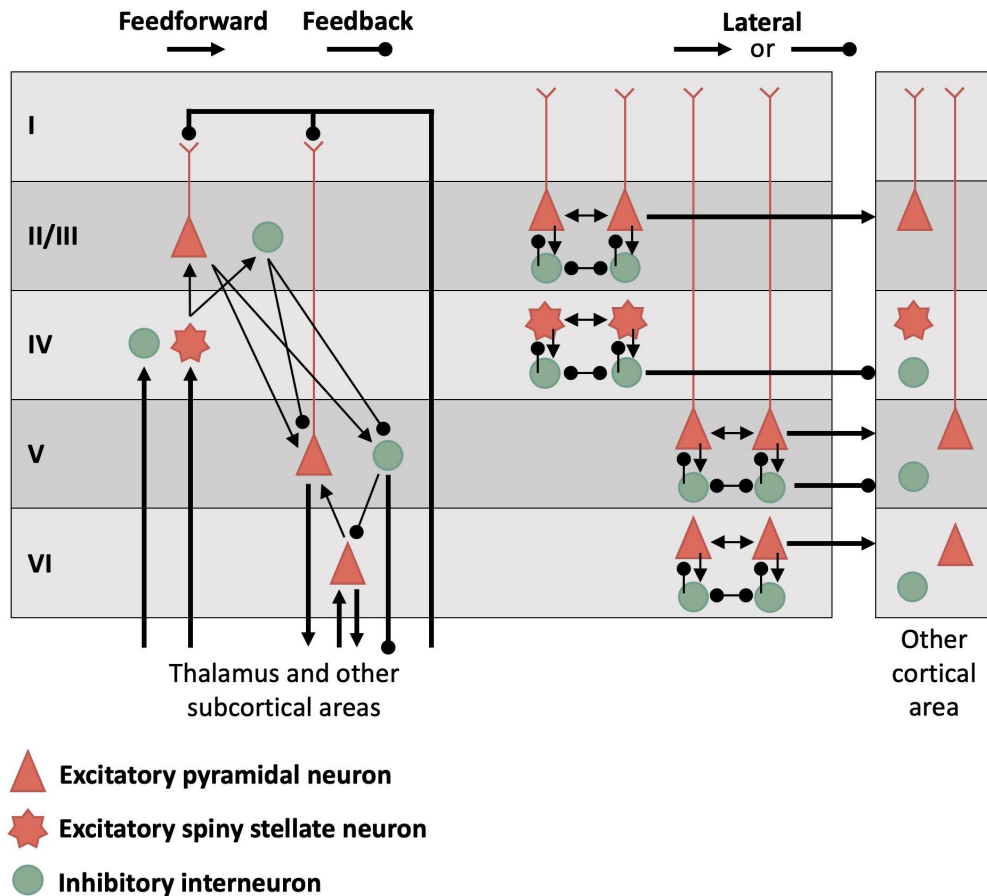 Feedforward
Feedback
Lateral
or
I
II/III
IV
V
VI
Thalamus and other
subcortical areas
Other
cortical
area
Excitatory pyramidal neuron
Excitatory spiny stellate neuron
Inhibitory interneuron